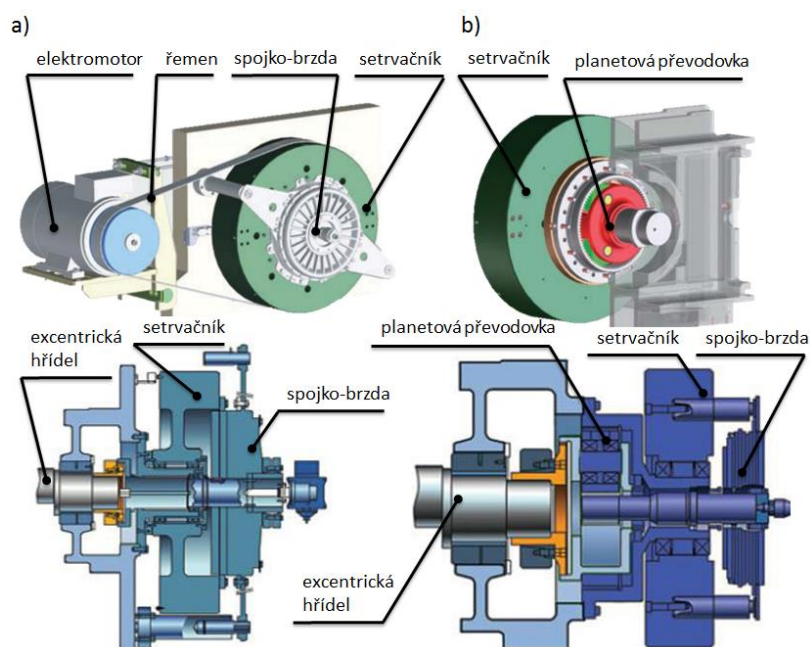 a)
elektromotor
řemen
spojko-brzda
setrvačník
b)
setrvačník
planetová převodovka
excentrická
hřídel
setrvačník
spojko-brzda
planetová převodovka
setrvačník
spojko-brzda
excentrická
hřídel